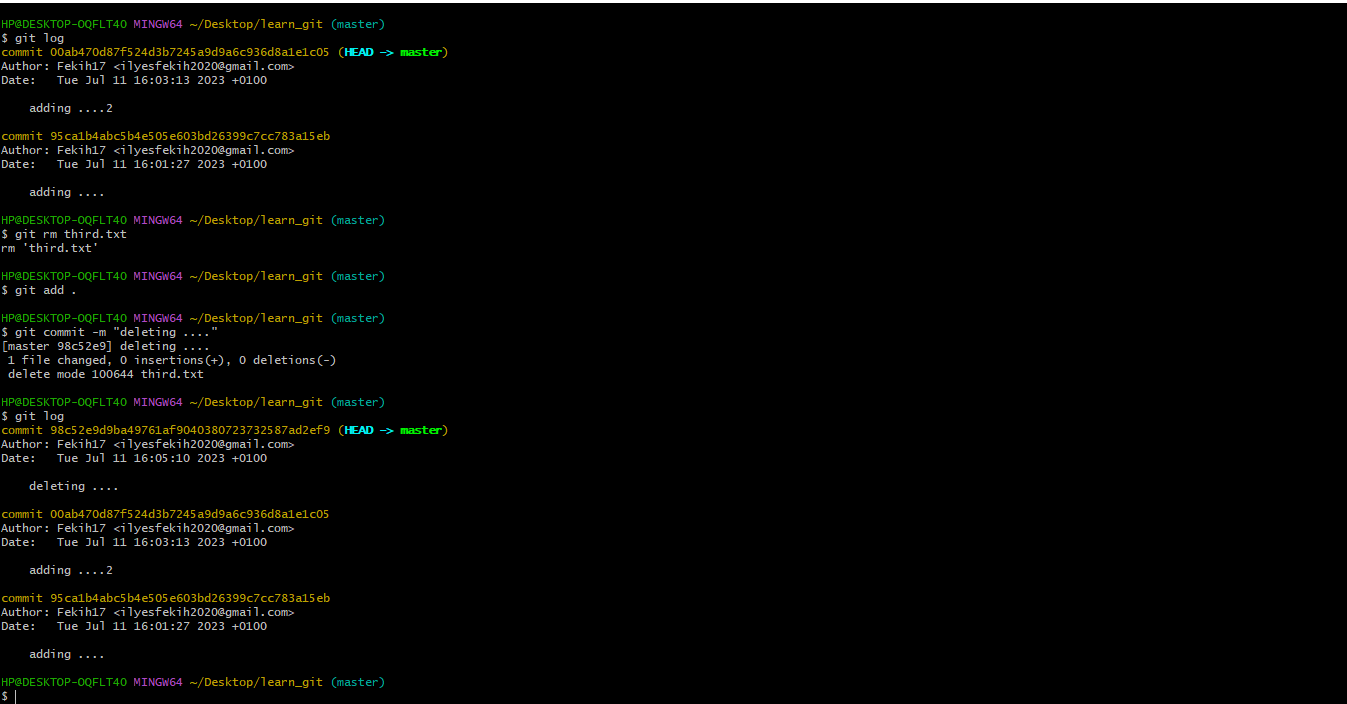 HP@DESKTOP-OQFLT4O MINGW64 ~/Desktop/learn_git (master)
$ git log
commit 00ab470d87f524d3b7245a9d9a6c936d8a1e1c05 (HEAD -> master)
Author: Fekih17 <ilyesfekih2020@gmail.com>
Date:   Tue Jul 11 16:03:13 2023 +0100

    adding ....2

commit 95ca1b4abc5b4e505e603bd26399c7cc783a15eb
Author: Fekih17 <ilyesfekih2020@gmail.com>
Date:   Tue Jul 11 16:01:27 2023 +0100

    adding ....

HP@DESKTOP-OQFLT4O MINGW64 ~/Desktop/learn_git (master)
$ git rm third.txt
rm 'third.txt'

HP@DESKTOP-OQFLT4O MINGW64 ~/Desktop/learn_git (master)
$ git add .

HP@DESKTOP-OQFLT4O MINGW64 ~/Desktop/learn_git (master)
$ git commit -m "deleting ...."
[master 98c52e9] deleting ....
 1 file changed, 0 insertions(+), 0 deletions(-)
 delete mode 100644 third.txt

HP@DESKTOP-OQFLT4O MINGW64 ~/Desktop/learn_git (master)
$ git log
commit 98c52e9d9ba49761af9040380723732587ad2ef9 (HEAD -> master)
Author: Fekih17 <ilyesfekih2020@gmail.com>
Date:   Tue Jul 11 16:05:10 2023 +0100

    deleting ....

commit 00ab470d87f524d3b7245a9d9a6c936d8a1e1c05
Author: Fekih17 <ilyesfekih2020@gmail.com>
Date:   Tue Jul 11 16:03:13 2023 +0100

    adding ....2

commit 95ca1b4abc5b4e505e603bd26399c7cc783a15eb
Author: Fekih17 <ilyesfekih2020@gmail.com>
Date:   Tue Jul 11 16:01:27 2023 +0100

    adding ....

HP@DESKTOP-OQFLT4O MINGW64 ~/Desktop/learn_git (master)
$